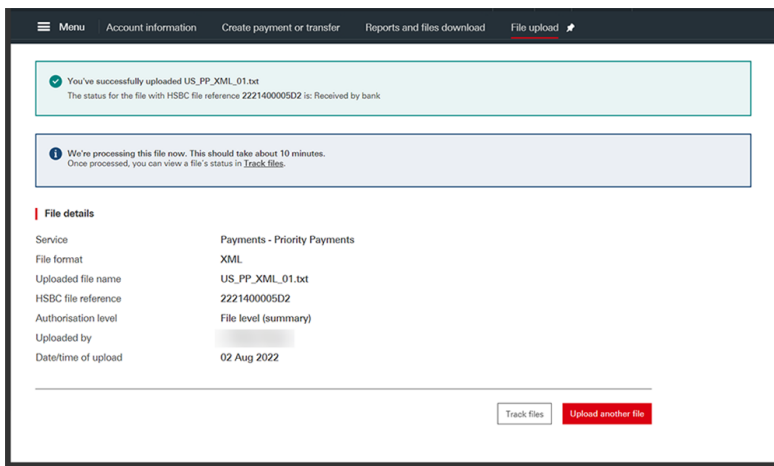 Menu
Account information
Create payment or transfer
Reports and files download
File upload
You've successfully uploaded US_PP_XML_01.txt
The status for the file with HSBC file reference 2221400005D2 is: Received by bank
We're processing this file now. This should take about 10 minutes.
Once processed, you can view a file's status in Track files.
File details
Service Payments - Priority Payments
File format XML
Uploaded file name US_PP_XML_01.txt
HSBC file reference 2221400005D2
Authorisation level File level (summary)
Uploaded by
Date/time of upload 02 Aug 2022
Track files
Upload another file